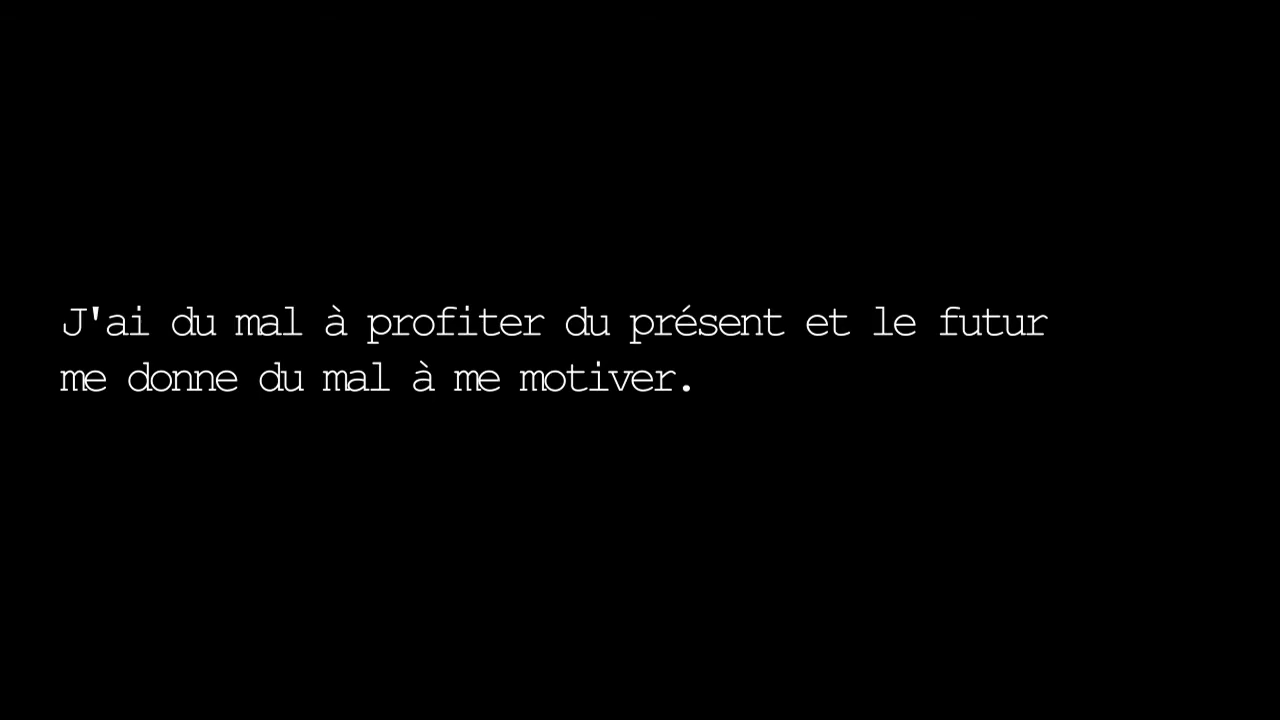 J'ai du mal à profiter du présent et le futur
me donne du mal à me motiver.